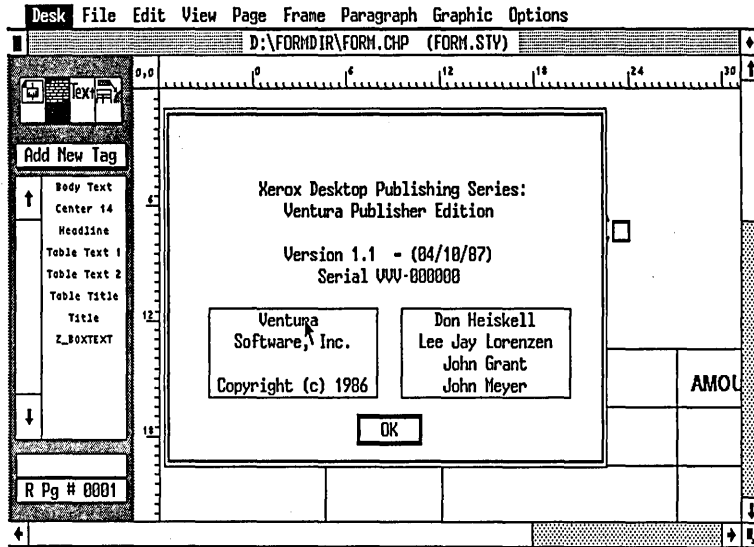 Desk File Edit View Page Frame Paragraph Graphic Options
D:\FORMDIR\FORM.CHP (FORM.STY)
0,0 0 6 12 18 24 30
Text
Add New Tag
Body Text
Center 14
Headline
Table Text 1
Table Text 2
Table Title
Title
Z_BOXTEXT
R Pg # 0001
6
12
18
Xerox Desktop Publishing Series:
Ventura Publisher Edition
Version 1.1 - (04/10/87)
Serial VVV-000000
Ventura
Software, Inc.
Copyright (c) 1986
Don Heiskell
Lee Jay Lorenzen
John Grant
John Meyer
OK
AMOU